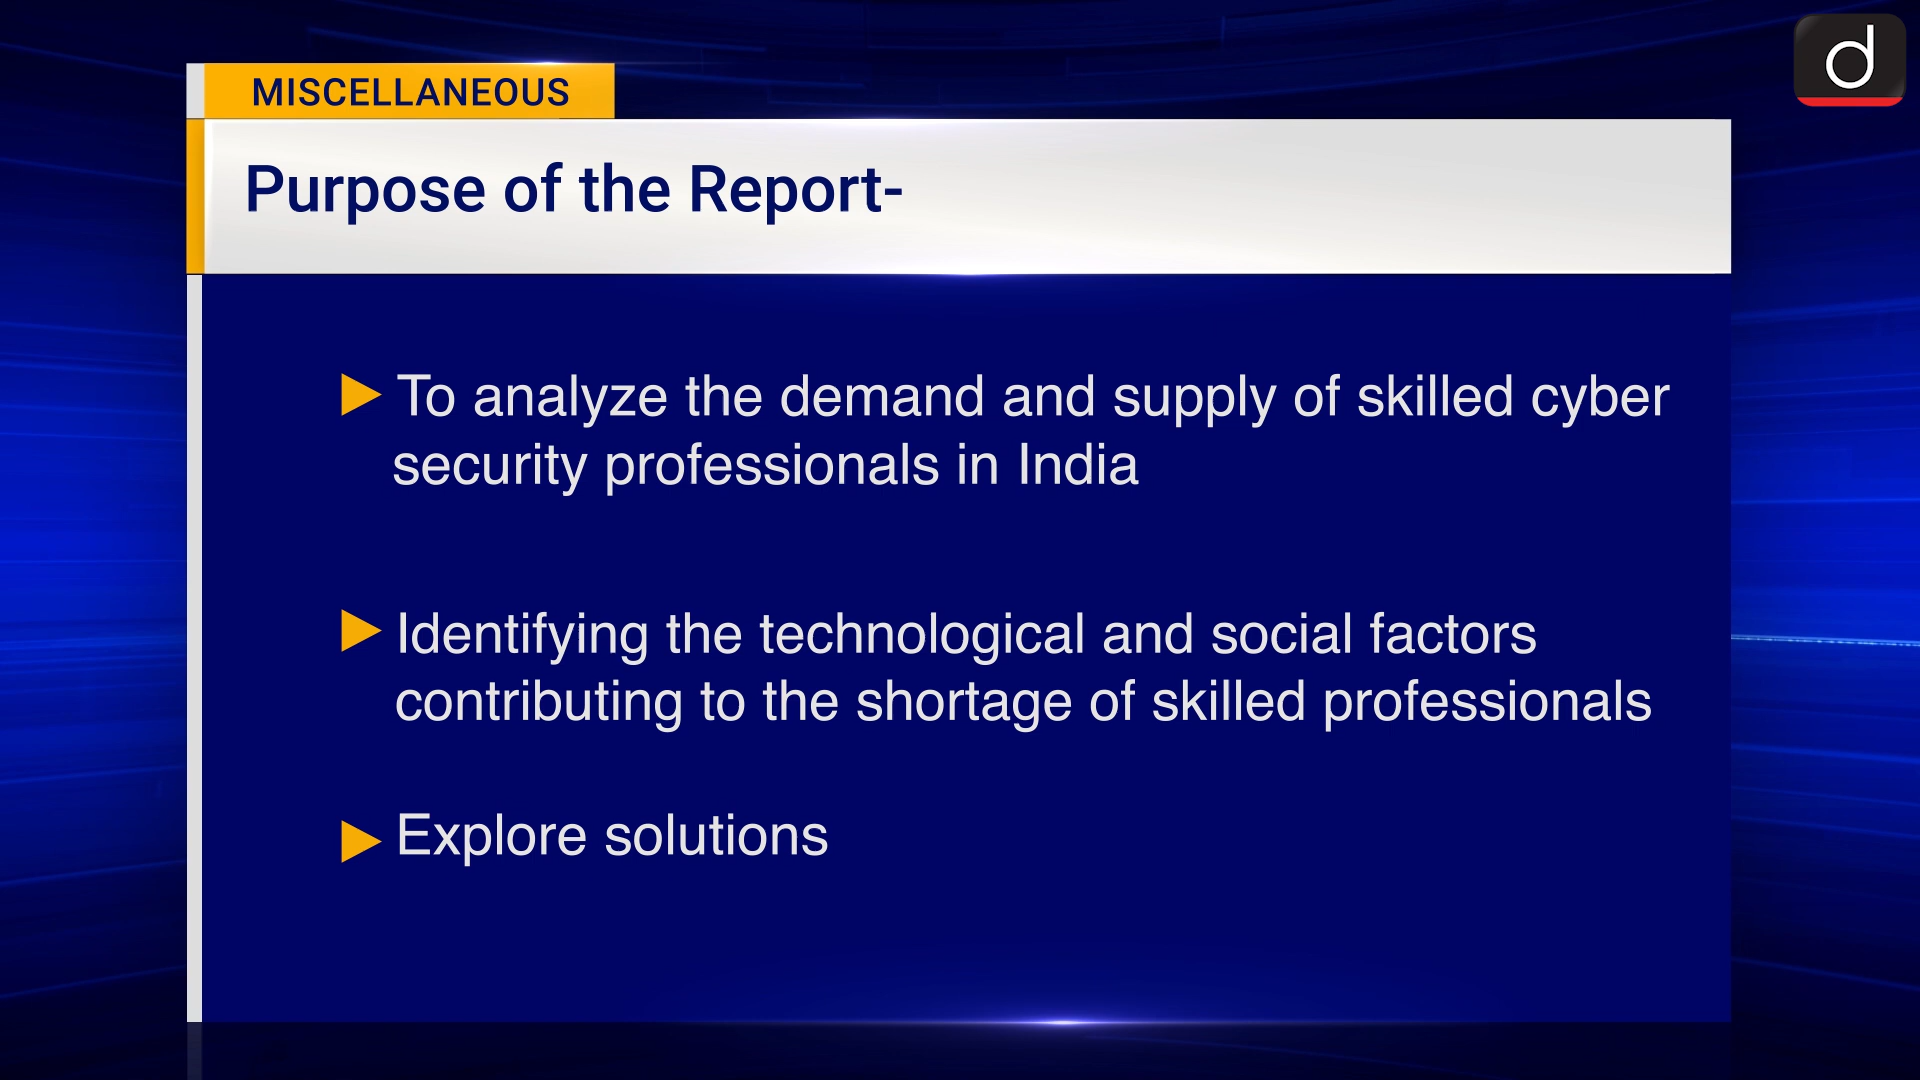 MISCELLANEOUS
d
Purpose of the Report-
To analyze the demand and supply of skilled cyber
security professionals in India
Identifying the technological and social factors
contributing to the shortage of skilled professionals
Explore solutions